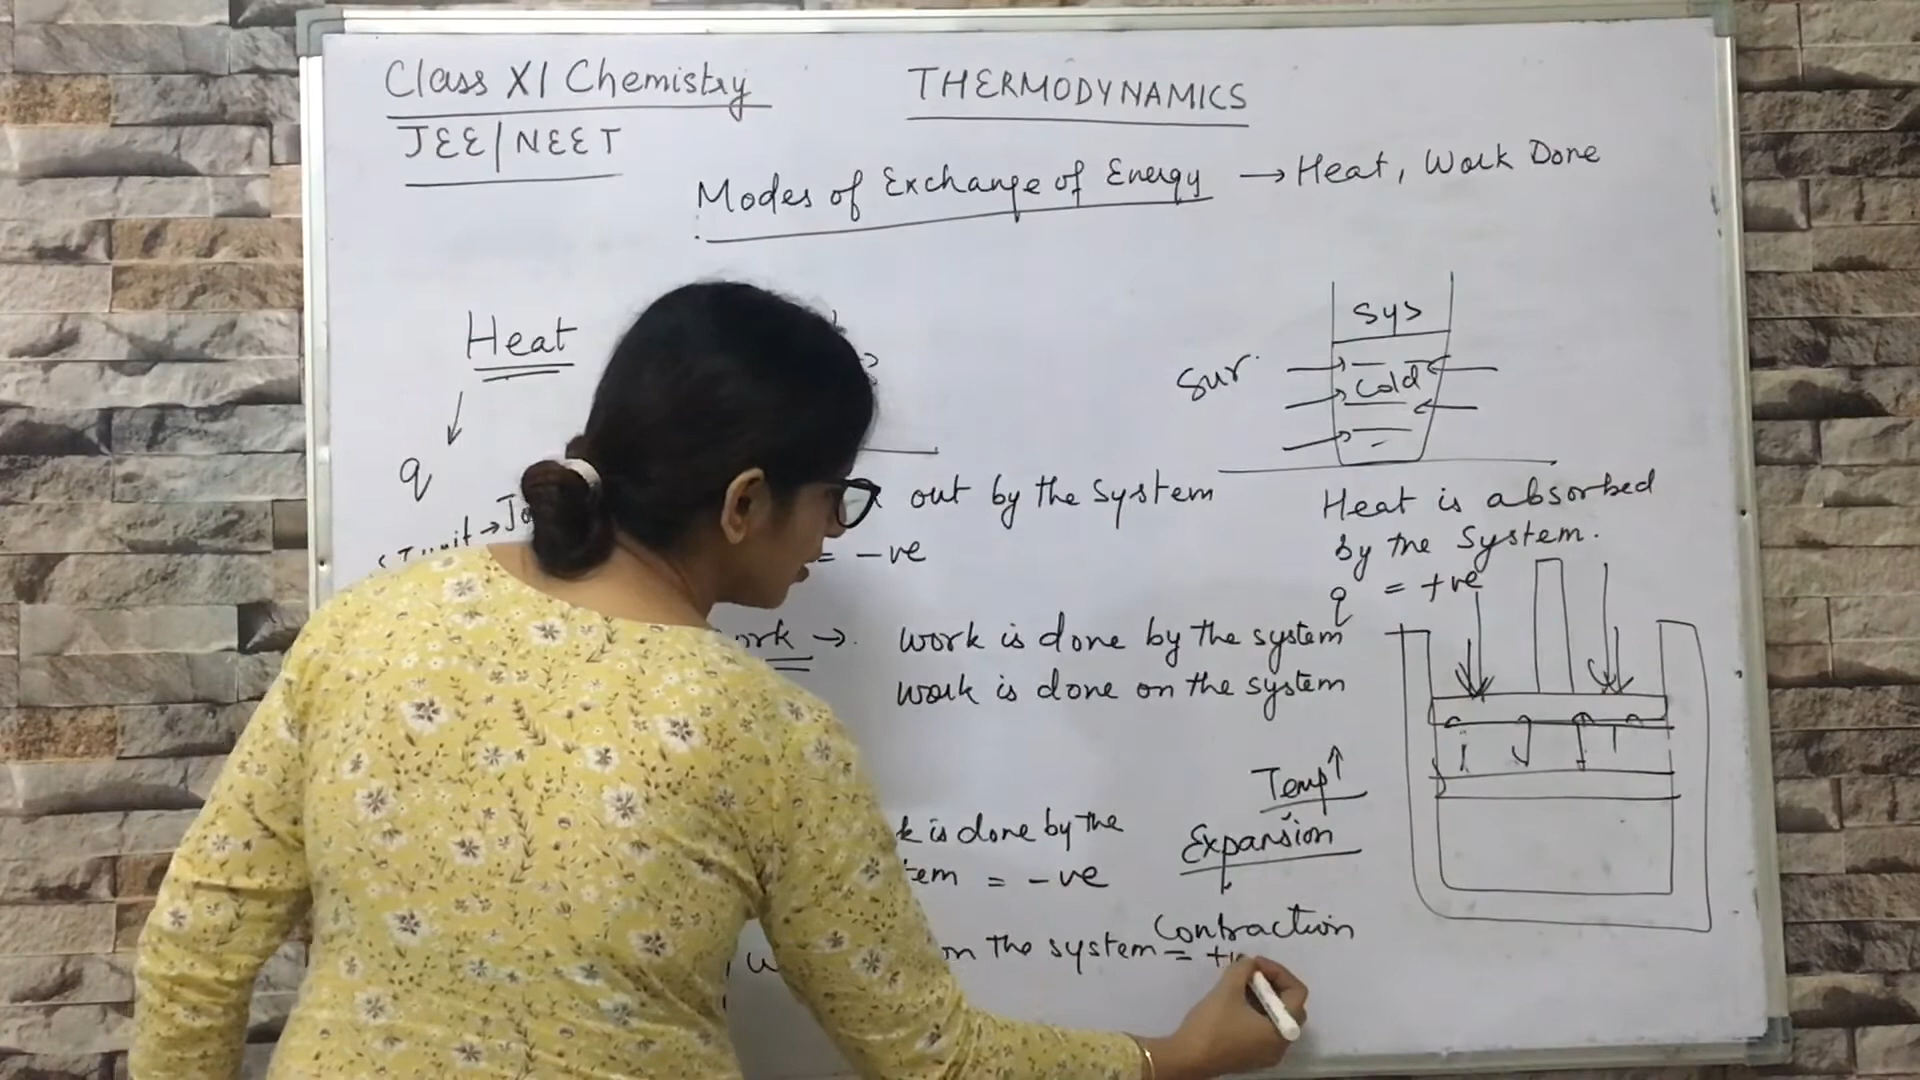 Class XI Chemistry
THERMODYNAMICS
JEE/NEET
Modes of Exchange of Energy → Heat, Work Done
Heat
q
Sys
Sur.
Cold
out by the System
= -ve
Heat is absorbed
by the System.
q = +ve
→ work is done by the system
work is done on the system
Temp↑
Expansion
is done by the
= -ve
Contraction
the system = +